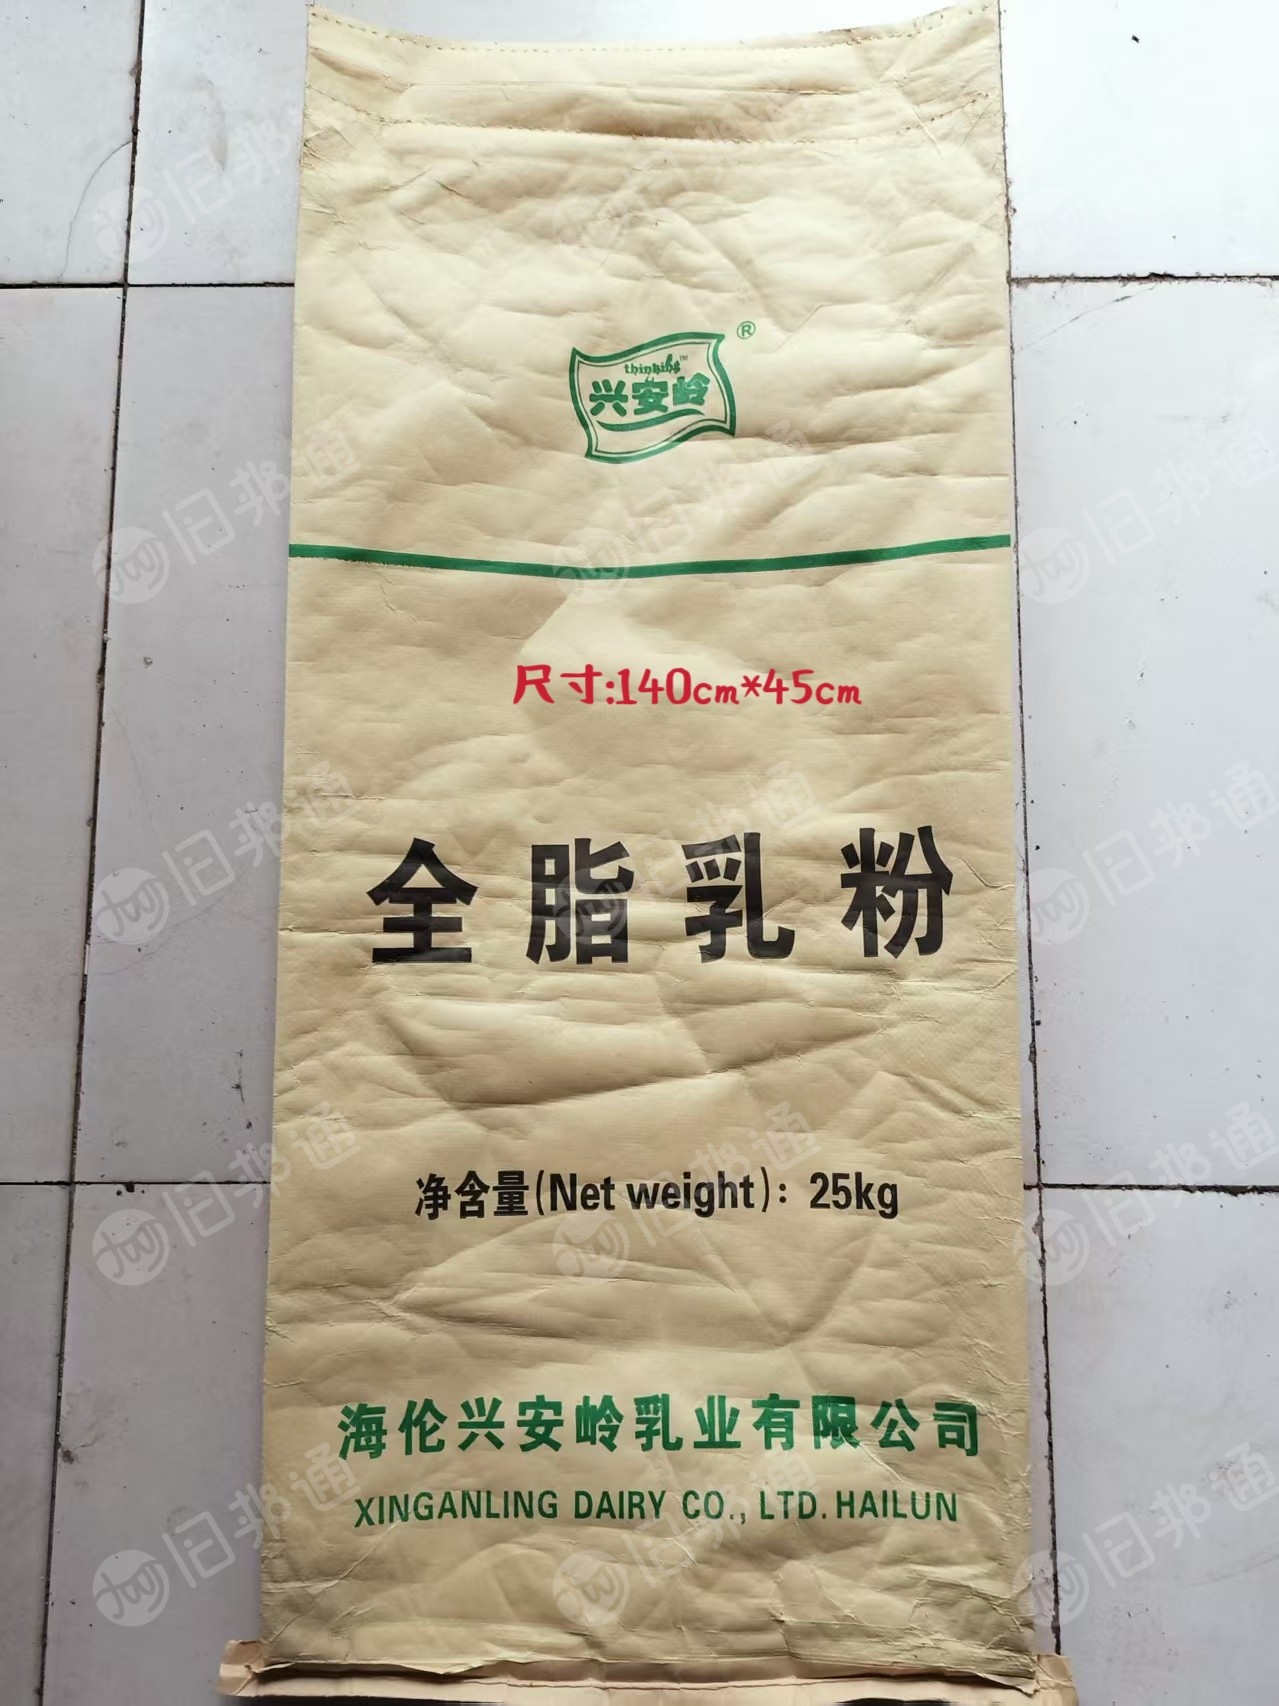 thinking™
兴安岭
®
尺寸:140cm*45cm
全脂乳粉
净含量(Net weight): 25kg
海伦兴安岭乳业有限公司
XINGANLING DAIRY CO., LTD. HAILUN
旧邦通